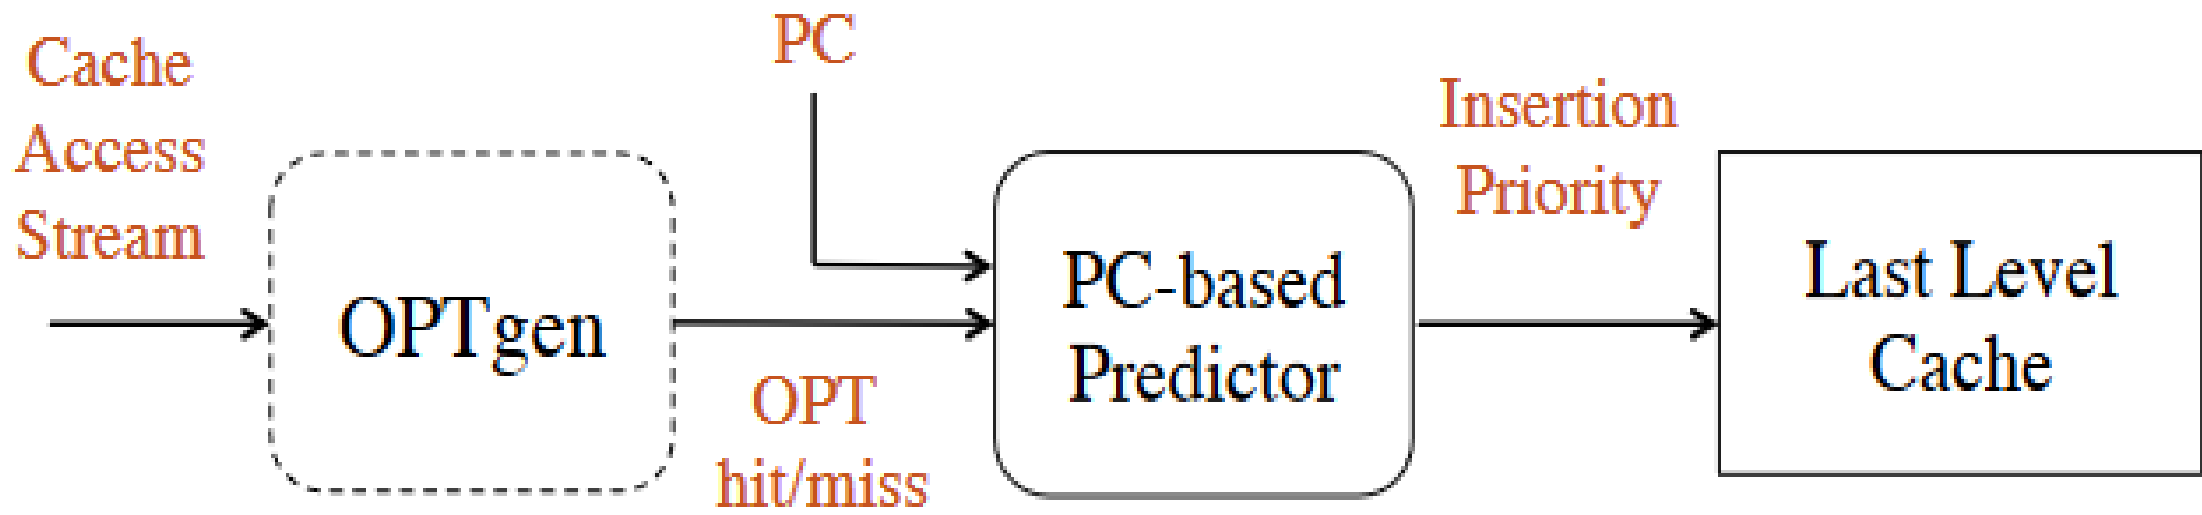 Cache
Access
Stream
OPTgen
PC
OPT
hit/miss
PC-based
Predictor
Insertion
Priority
Last Level
Cache